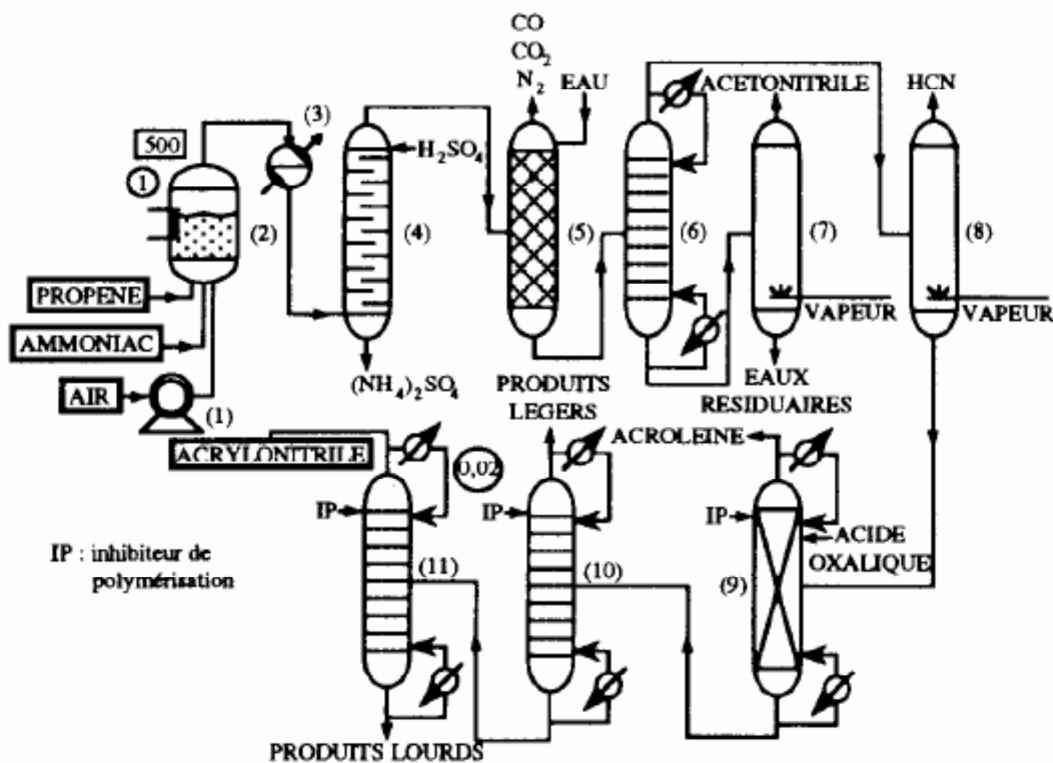 CO
CO2
N2
EAU
ACETONITRILE
HCN
(3)
500
1
H2SO4
(2)
(4)
(5)
(6)
(7)
(8)
PROPENE
VAPEUR
VAPEUR
AMMONIAC
(NH4)2SO4
PRODUITS
LEGERS
EAUX
RESIDUAIRES
AIR
(1)
ACROLEINE
ACRYLONITRILE
0,02
IP
IP
IP
ACIDE
OXALIQUE
IP : inhibiteur de
polymérisation
(11)
(10)
(9)
PRODUITS LOURDS